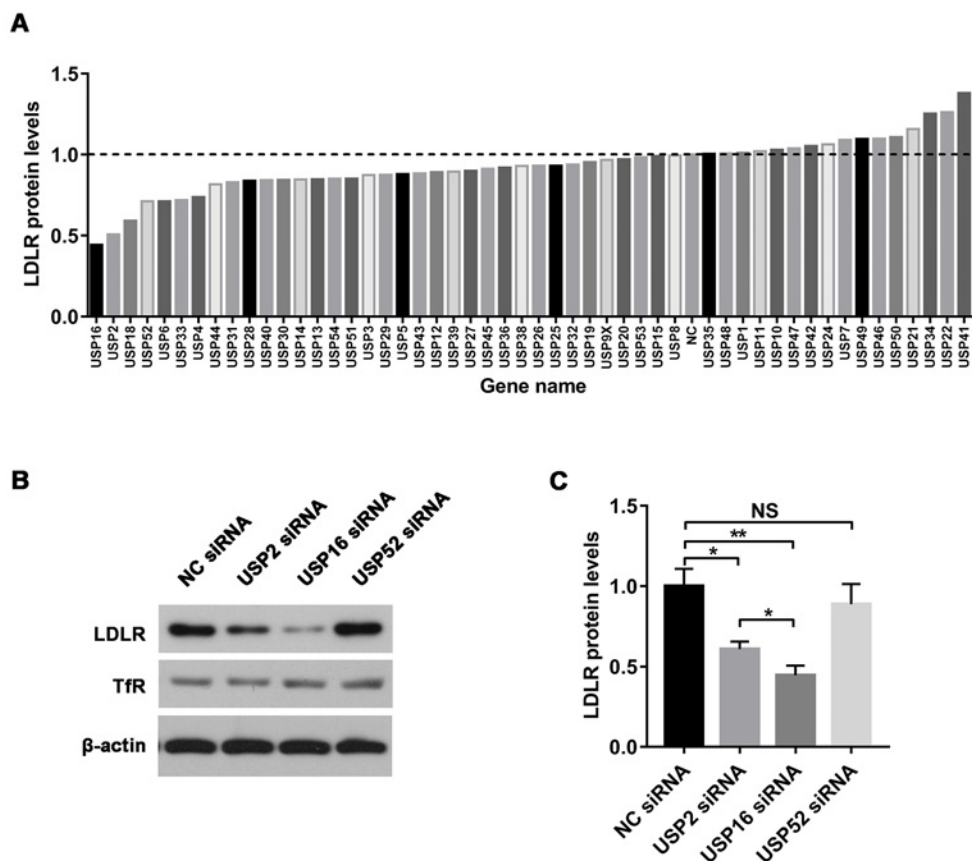 A
LDLR protein levels
1.5
1.0
0.5
0.0
USP16
USP2
USP18
USP52
USP6
USP33
USP4
USP44
USP31
USP28
USP40
USP30
USP14
USP13
USP54
USP51
USP3
USP29
USP5
USP43
USP12
USP39
USP27
USP45
USP36
USP38
USP26
USP25
USP32
USP19
USP9X
USP20
USP53
USP15
USP8
NC
USP35
USP48
USP1
USP11
USP10
USP47
USP42
USP24
USP7
USP49
USP46
USP50
USP21
USP34
USP22
USP41
Gene name
B
NC siRNA
USP2 siRNA
USP16 siRNA
USP52 siRNA
LDLR
TfR
β-actin
C
LDLR protein levels
1.5
1.0
0.5
0.0
NS
**
*
*
NC siRNA
USP2 siRNA
USP16 siRNA
USP52 siRNA